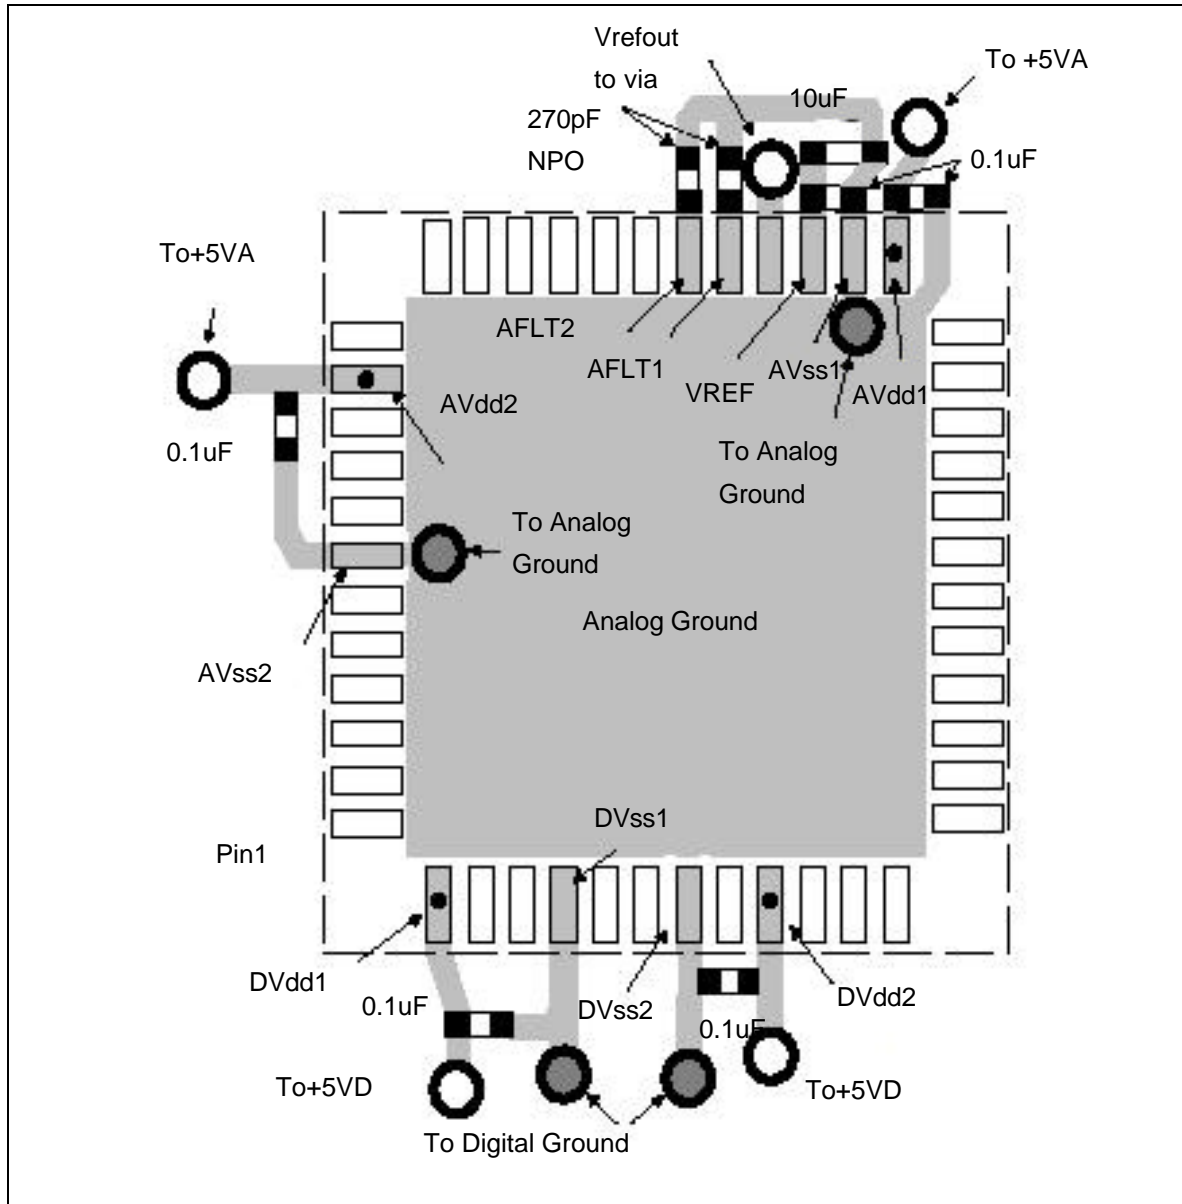 Vrefout
to via
To +5VA
10uF
270pF
NPO
0.1uF
To+5VA
AFLT2
AFLT1
VREF
AVss1
AVdd1
AVdd2
0.1uF
To Analog
Ground
To Analog
Ground
Analog Ground
AVss2
DVss1
Pin1
DVdd1
0.1uF
DVss2
DVdd2
0.1uF
To+5VD
To+5VD
To Digital Ground